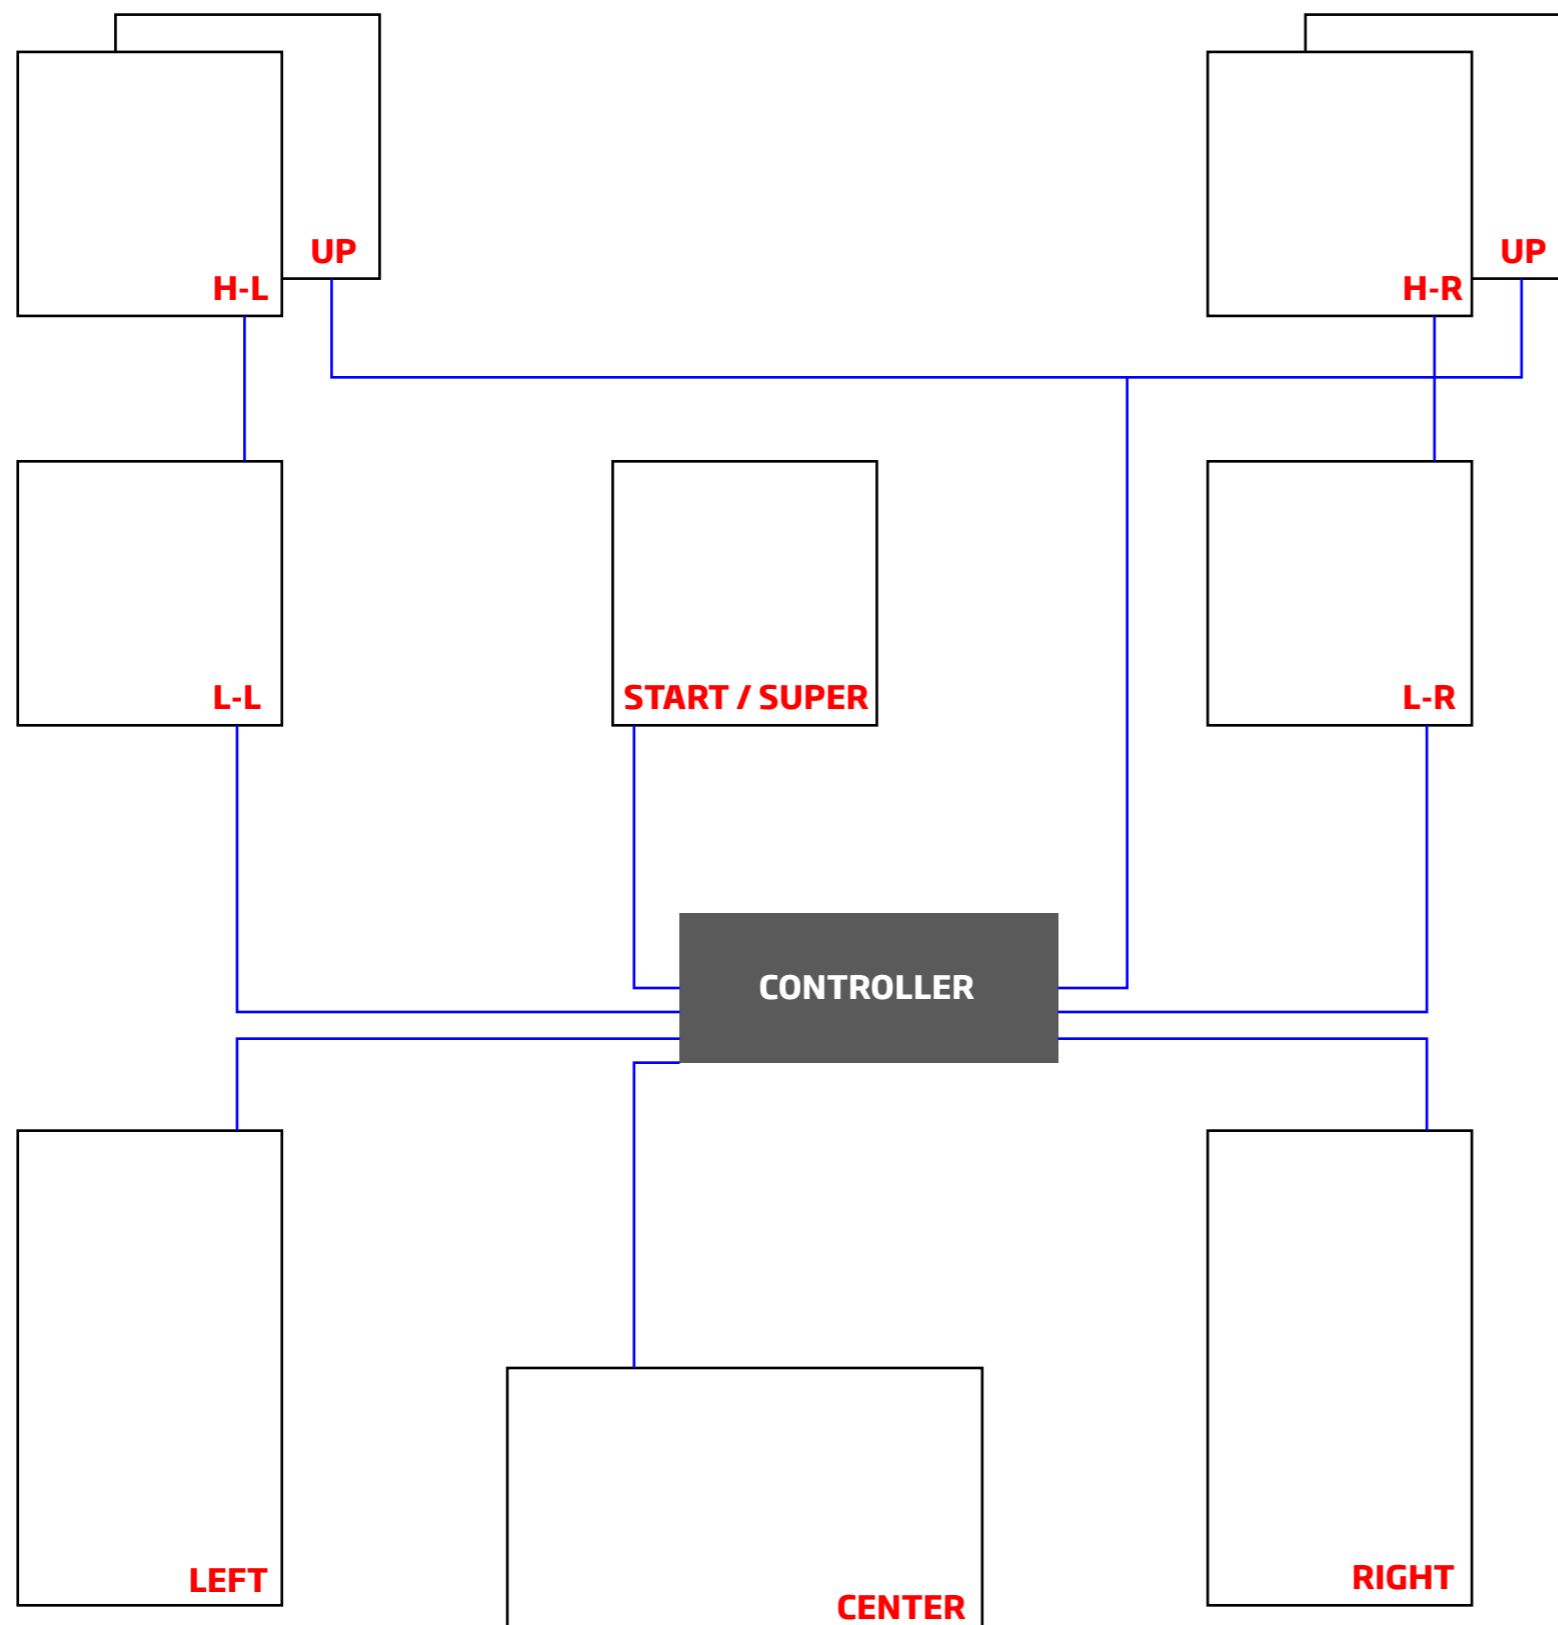 UP
H-L
UP
H-R
L-L
START / SUPER
L-R
CONTROLLER
LEFT
CENTER
RIGHT